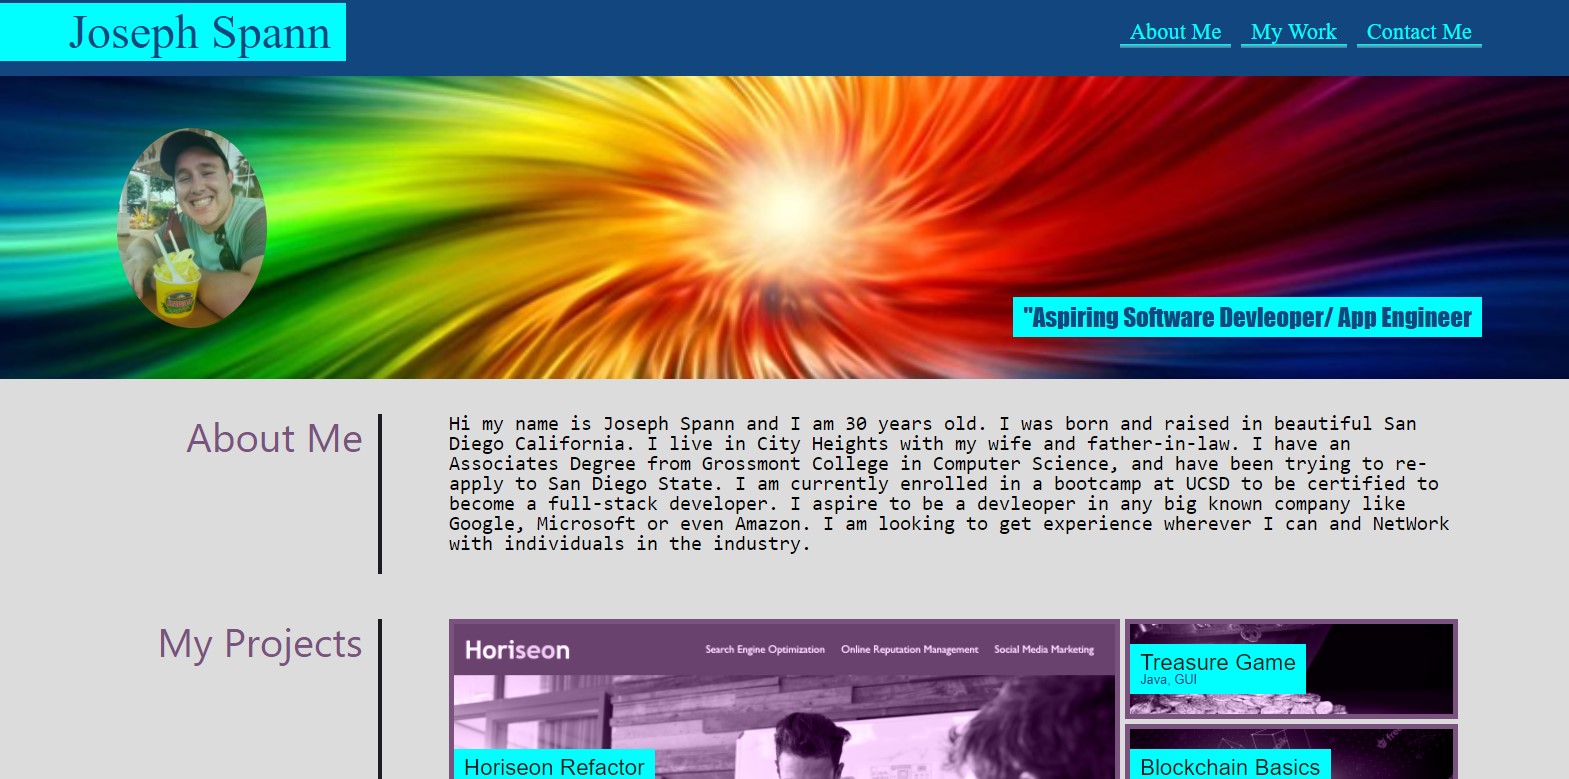 Joseph Spann
About Me
My Work
Contact Me
"Aspiring Software Devleoper/ App Engineer
About Me
Hi my name is Joseph Spann and I am 30 years old. I was born and raised in beautiful San
Diego California. I live in City Heights with my wife and father-in-law. I have an
Associates Degree from Grossmont College in Computer Science, and have been trying to re-
apply to San Diego State. I am currently enrolled in a bootcamp at UCSD to be certified to
become a full-stack developer. I aspire to be a devleoper in any big known company like
Google, Microsoft or even Amazon. I am looking to get experience wherever I can and NetWork
with individuals in the industry.
My Projects
Horiseon
Search Engine Optimization
Online Reputation Management
Social Media Marketing
Horiseon Refactor
Treasure Game
Java, GUI
Blockchain Basics